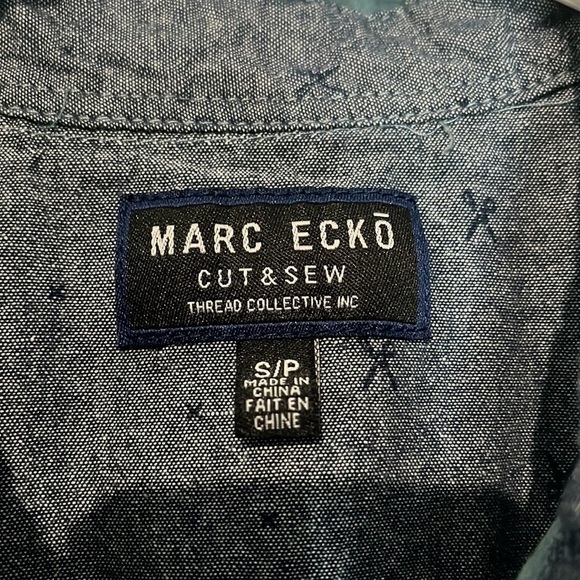 MARC ECKŌ
CUT & SEW
THREAD COLLECTIVE INC
S/P
MADE IN
CHINA
FAIT EN
CHINE